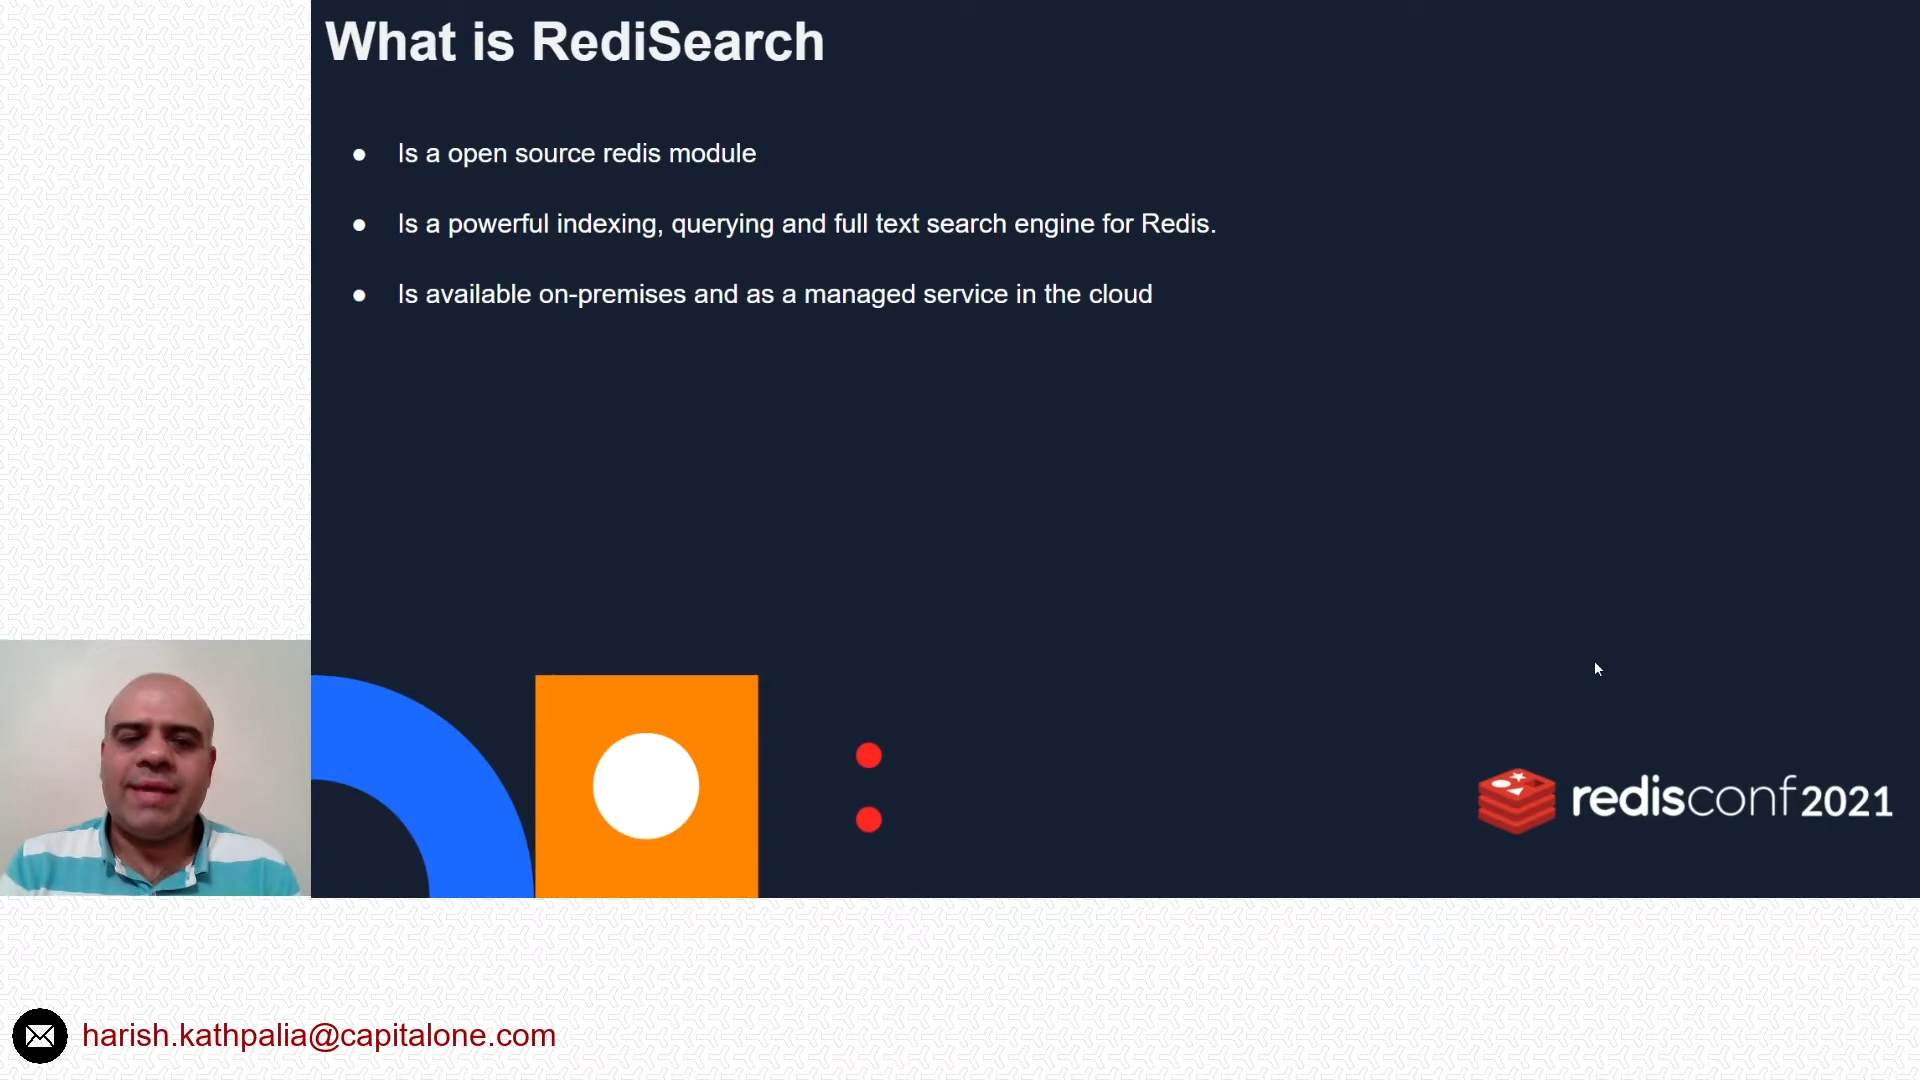 What is RediSearch
Is a open source redis module
Is a powerful indexing, querying and full text search engine for Redis.
Is available on-premises and as a managed service in the cloud
redisconf2021
harish.kathpalia@capitalone.com